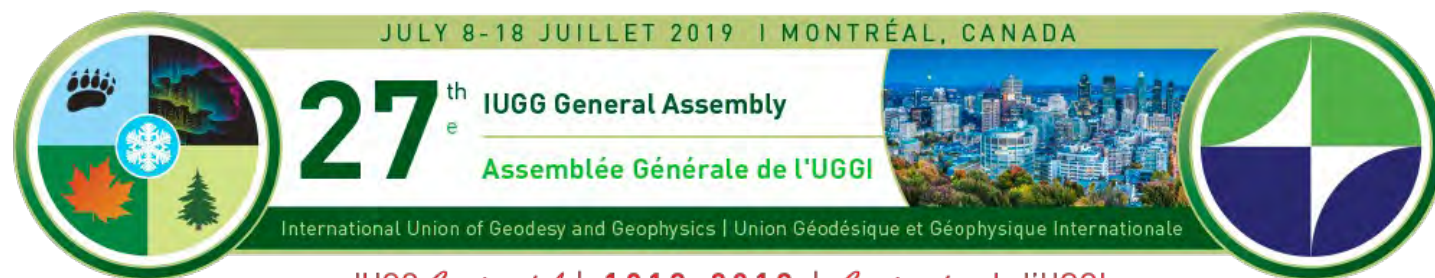 JULY 8-18 JUILLET 2019 | MONTRÉAL, CANADA
27th e
IUGG General Assembly
Assemblée Générale de l'UGGI
International Union of Geodesy and Geophysics | Union Géodésique et Géophysique Internationale